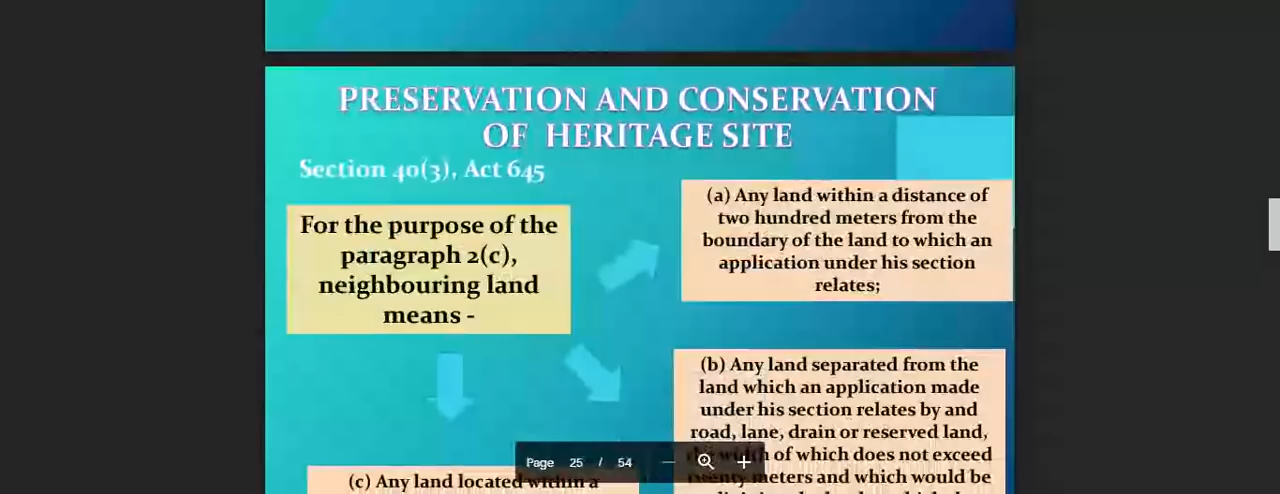 PRESERVATION AND CONSERVATION
OF HERITAGE SITE
Section 40(3), Act 645
For the purpose of the
paragraph 2(c),
neighbouring land
means -
(a) Any land within a distance of
two hundred meters from the
boundary of the land to which an
application under his section
relates;
(b) Any land separated from the
land which an application made
under his section relates by and
road, lane, drain or reserved land,
of which does not exceed
meters and which would be
(c) Any land located within a
Page 25 / 54